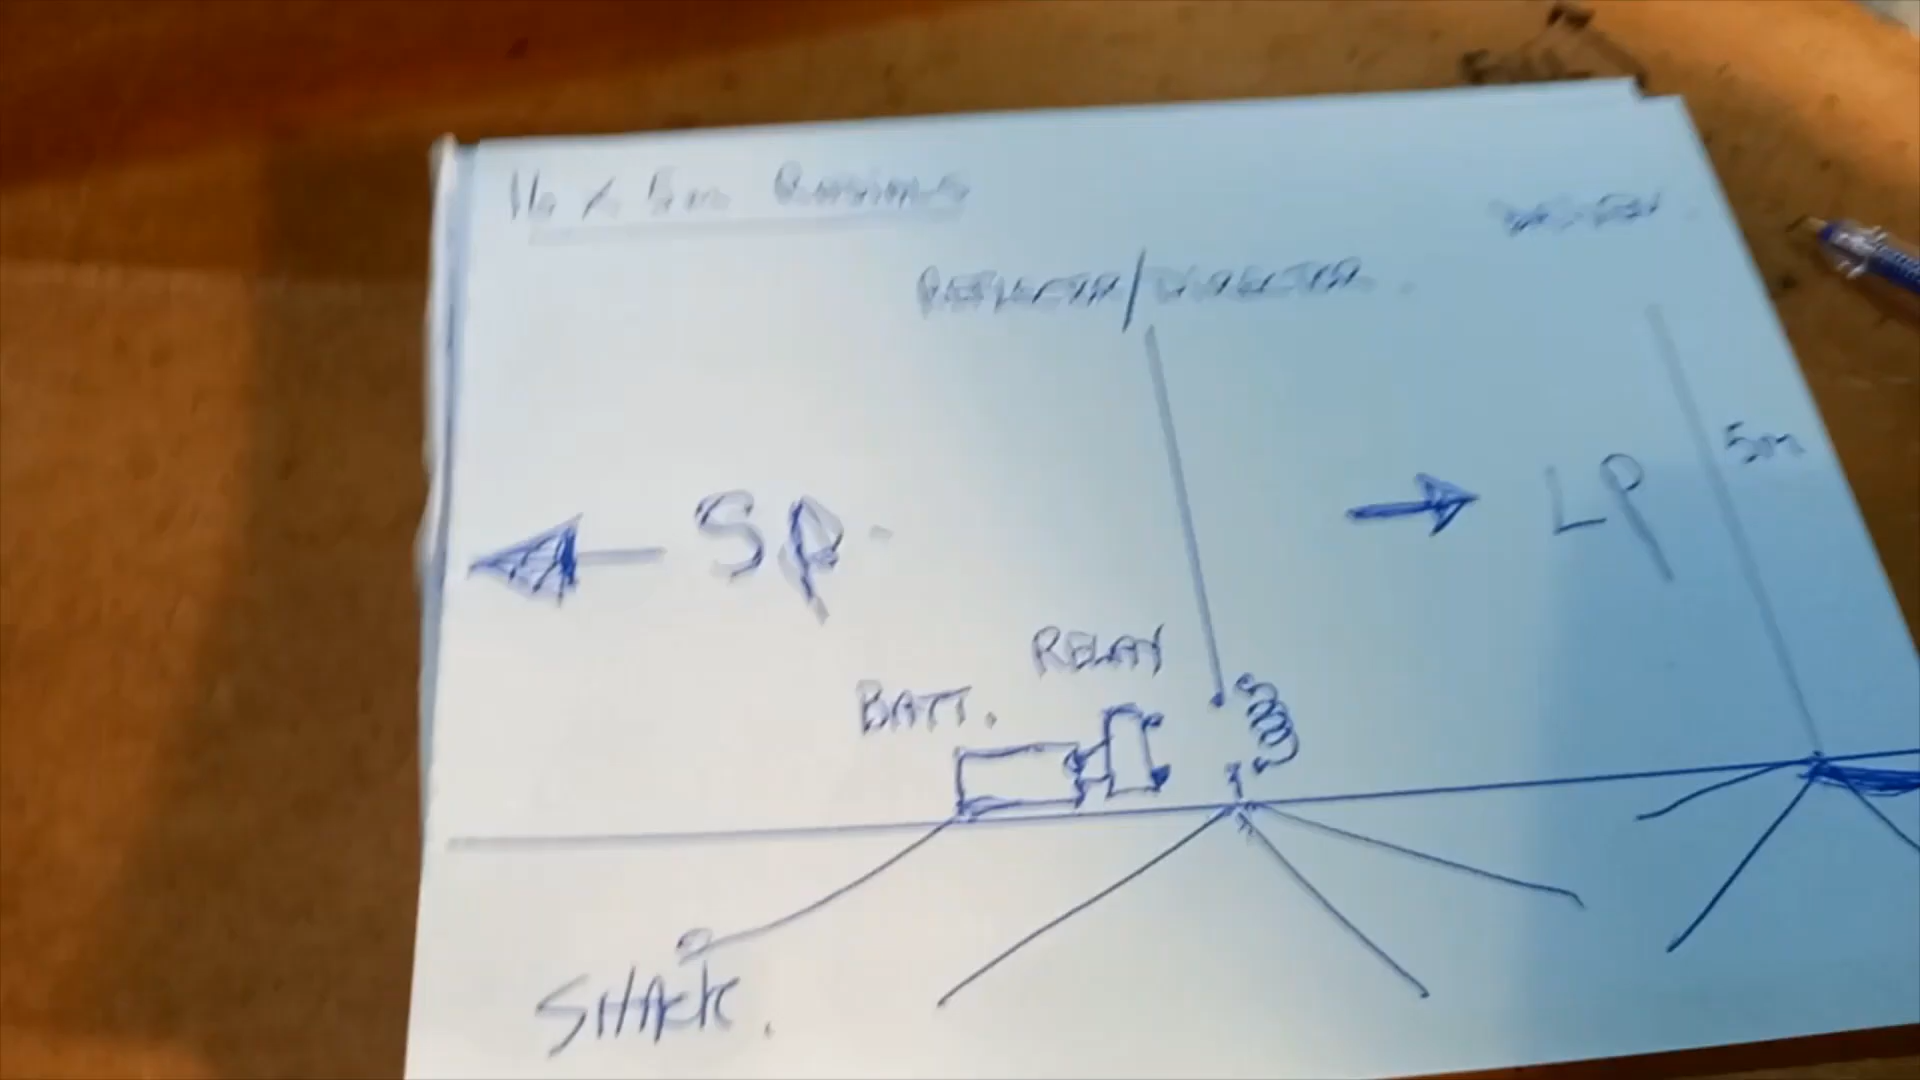 REFLECTOR/DIRECTOR.
5m
SP
LP
RELAY
BATT.
SHACK.